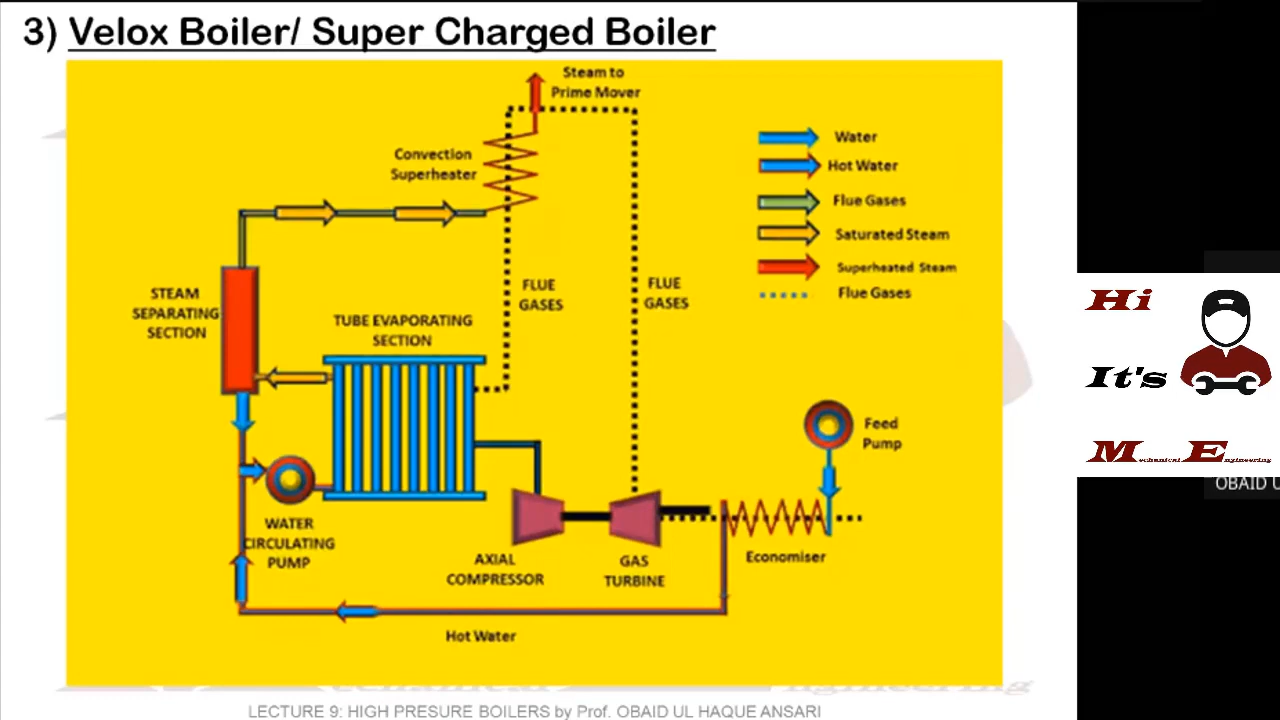 3) Velox Boiler/ Super Charged Boiler
Steam to
Prime Mover
Convection
Superheater
Water
Hot Water
Flue Gases
Saturated Steam
Superheated Steam
Flue Gases
STEAM
SEPARATING
SECTION
TUBE EVAPORATING
SECTION
FLUE
GASES
FLUE
GASES
Feed
Pump
WATER
CIRCULATING
PUMP
AXIAL
COMPRESSOR
GAS
TURBINE
Economiser
Hot Water
LECTURE 9: HIGH PRESURE BOILERS by Prof. OBAID UL HAQUE ANSARI
Hi
It's
Mechanical Engineering
OBAID U